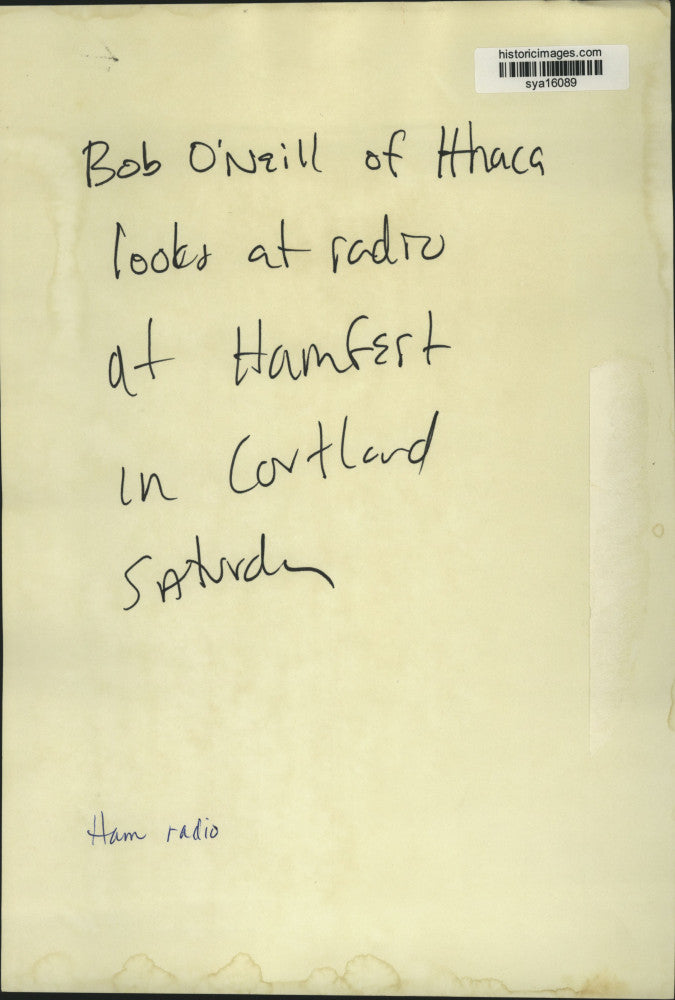 historicimages.com
sya16089
Bob O'Neill of Ithaca
looks at radio
at Hamfest
in Cortland
Saturday
Ham radio